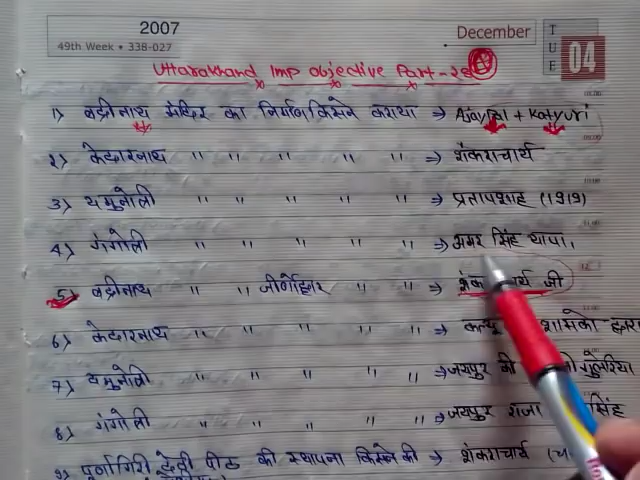 2007
49th Week • 338-027
December
TUE
04
Uttarakhand Imp objective Part-28
1) बद्रीनाथ मंदिर का निर्माण किसने कराया ⇒ Ajaypal + Katyuri
2) केदारनाथ " " " " " ⇒ शंकराचार्य
3) यमुनोत्री " " " " " ⇒ प्रतापशाह (1919)
4) गंगोत्री " " " " " ⇒ अमर सिंह थापा,
5) बद्रीनाथ " " जीर्णोद्धार " " ⇒ शंकराचार्य जी
6) केदारनाथ " " " " " ⇒ शासको द्वारा
7) यमुनोत्री " " " " " ⇒ जयपुर की गुलेरिया
8) गंगोत्री " " " " " ⇒ जयपुर राजा सिंह
9) पूर्णागिरी देवी पीठ की स्थापना किसने की ⇒ शंकराचार्य